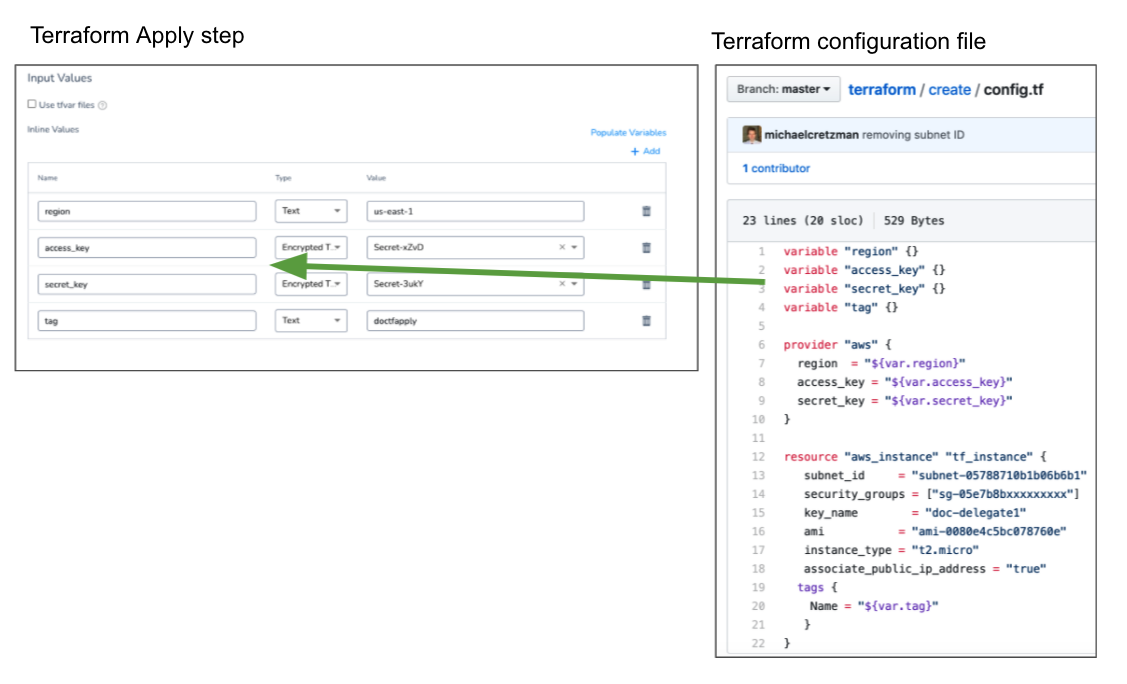 Terraform Apply step
Input Values
Use tfvar files
Inline Values
Populate Variables
+ Add
Name Type Value
region Text us-east-1
access_key Encrypted T.. Secret-xZvD
secret_key Encrypted T.. Secret-3ukY
tag Text doctfapply
Terraform configuration file
Branch: master terraform / create / config.tf
michaelcretzman removing subnet ID
1 contributor
23 lines (20 sloc) 529 Bytes
1 variable "region" {}
2 variable "access_key" {}
3 variable "secret_key" {}
4 variable "tag" {}
5
6 provider "aws" {
7 region = "${var.region}"
8 access_key = "${var.access_key}"
9 secret_key = "${var.secret_key}"
10 }
11
12 resource "aws_instance" "tf_instance" {
13 subnet_id = "subnet-05788710b1b06b6b1"
14 security_groups = ["sg-05e7b8bxxxxxxxxx"]
15 key_name = "doc-delegate1"
16 ami = "ami-0080e4c5bc078760e"
17 instance_type = "t2.micro"
18 associate_public_ip_address = "true"
19 tags {
20 Name = "${var.tag}"
21 }
22 }